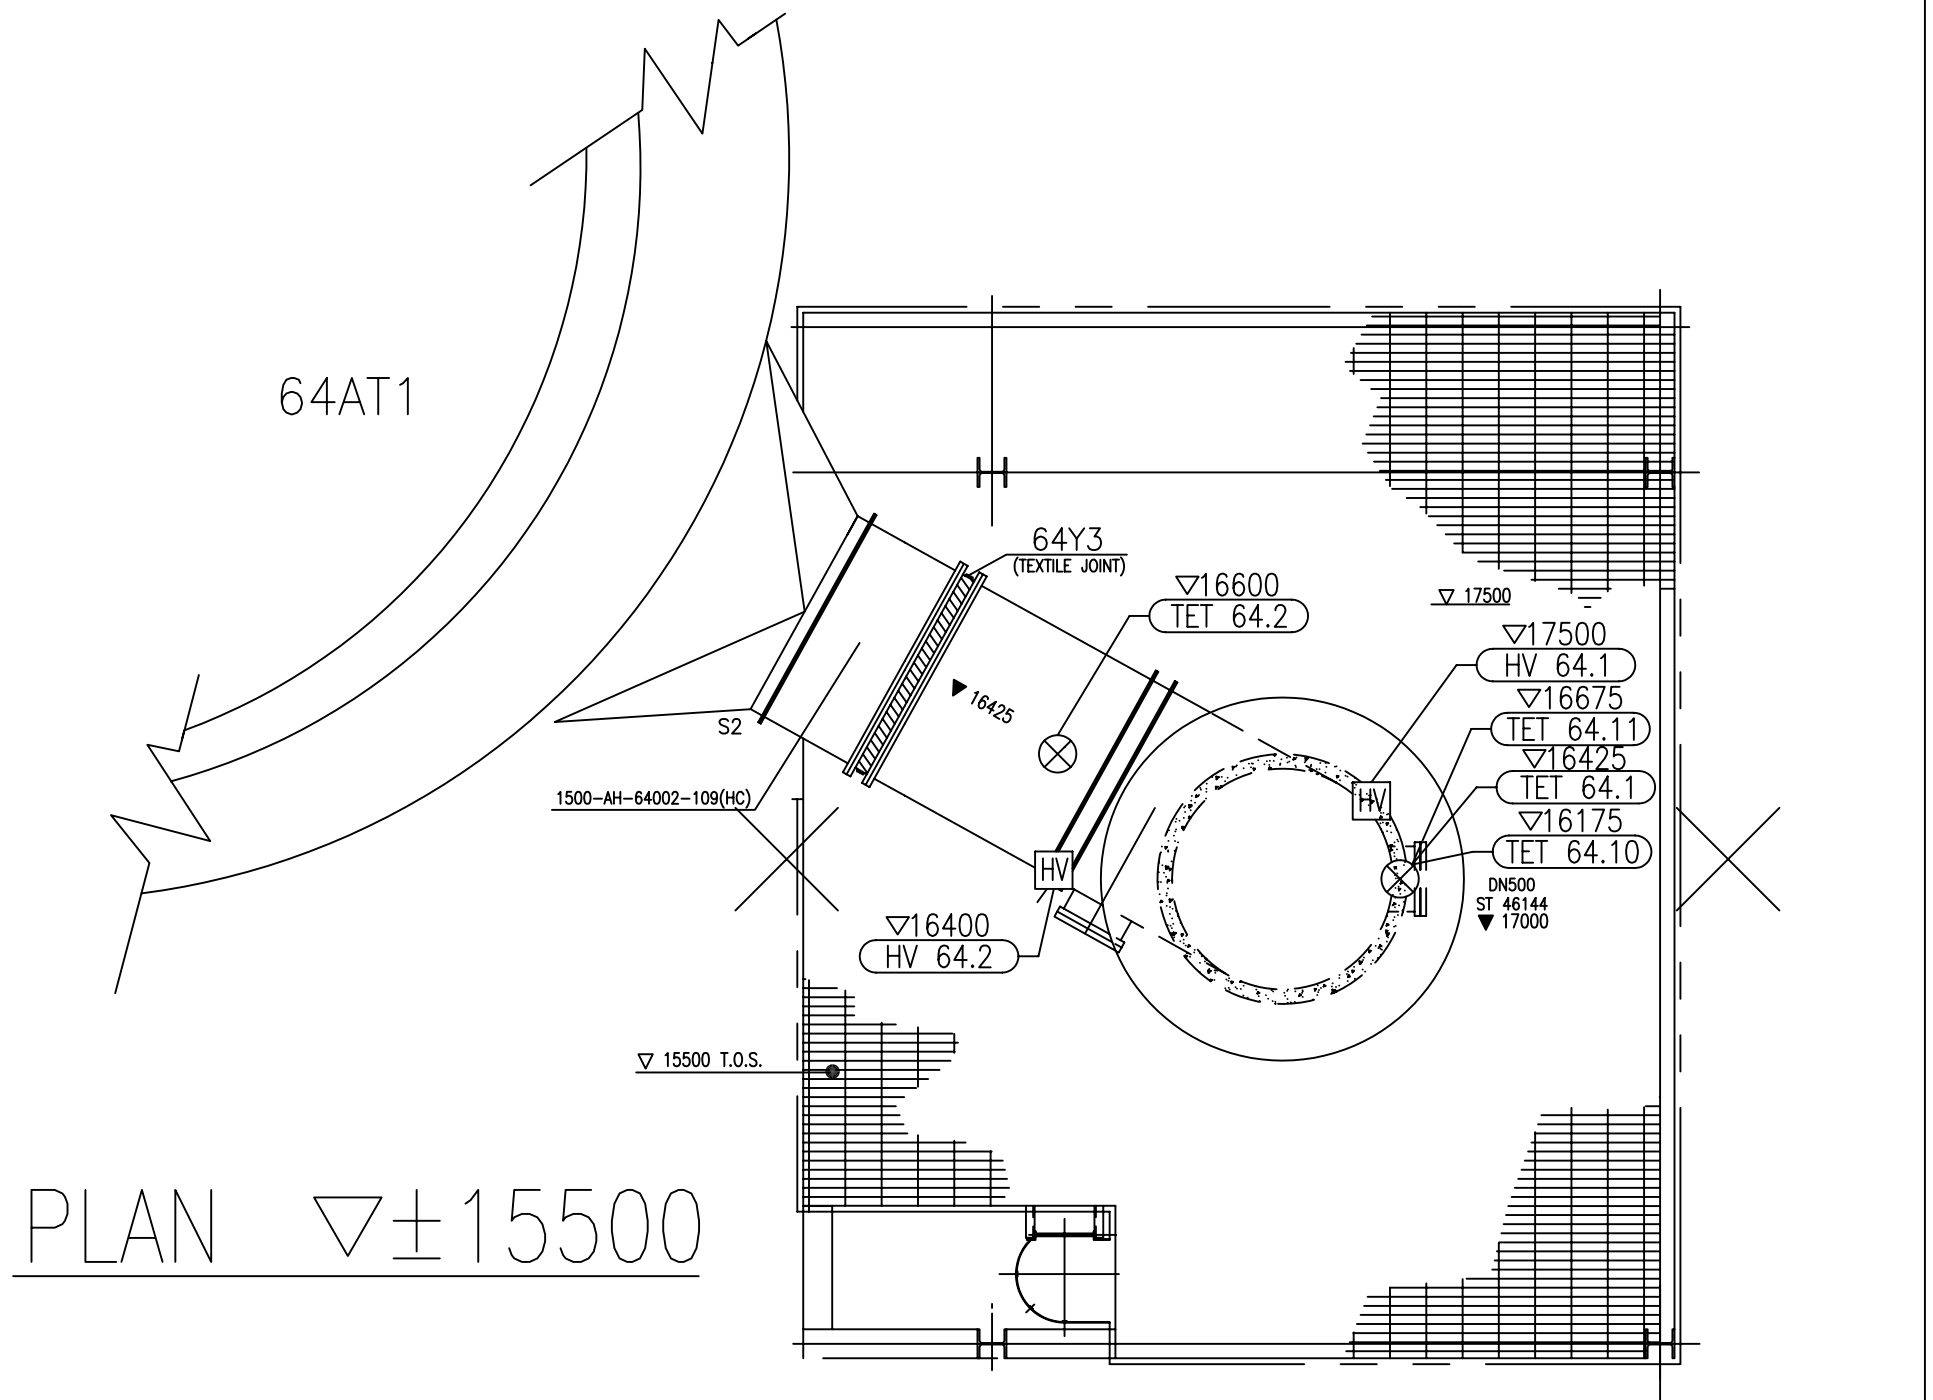 64AT1
64Y3
(TEXTILE JOINT)
▽16600
TET 64.2
▽ 17500
▽17500
HV 64.1
▽16675
TET 64.11
▽16425
TET 64.1
▽16175
TET 64.10
▼ 16425
S2
1500-AH-64002-109(HC)
HV
HV
DN500
ST 46144
▼ 17000
▽16400
HV 64.2
▽ 15500 T.O.S.
PLAN ▽±15500